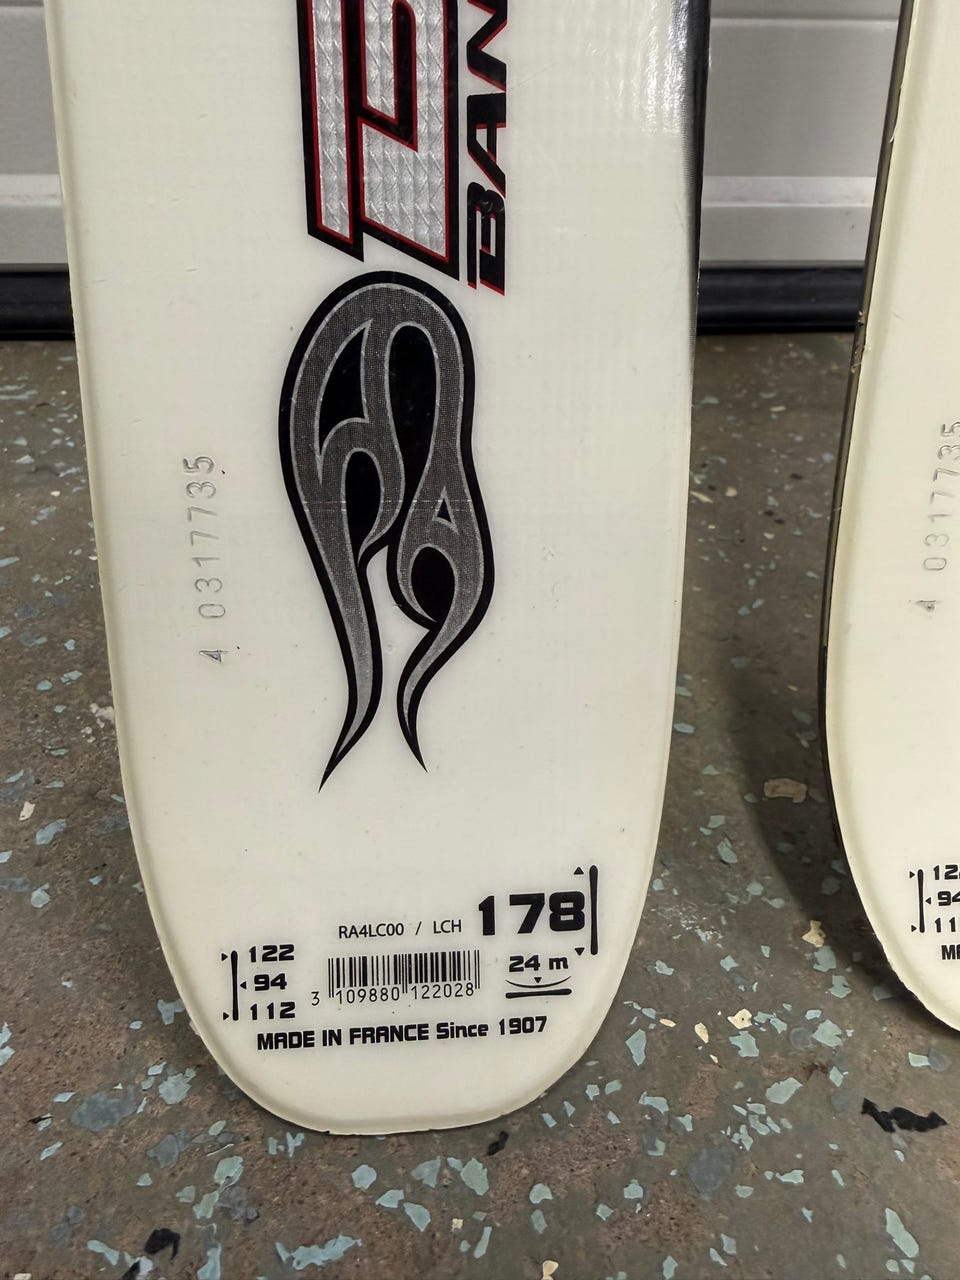 BAN
4 0317735
4 0317735
178
RA4LC00 / LCH
122
94
112
24 m
3 109880 122028
MADE IN FRANCE Since 1907